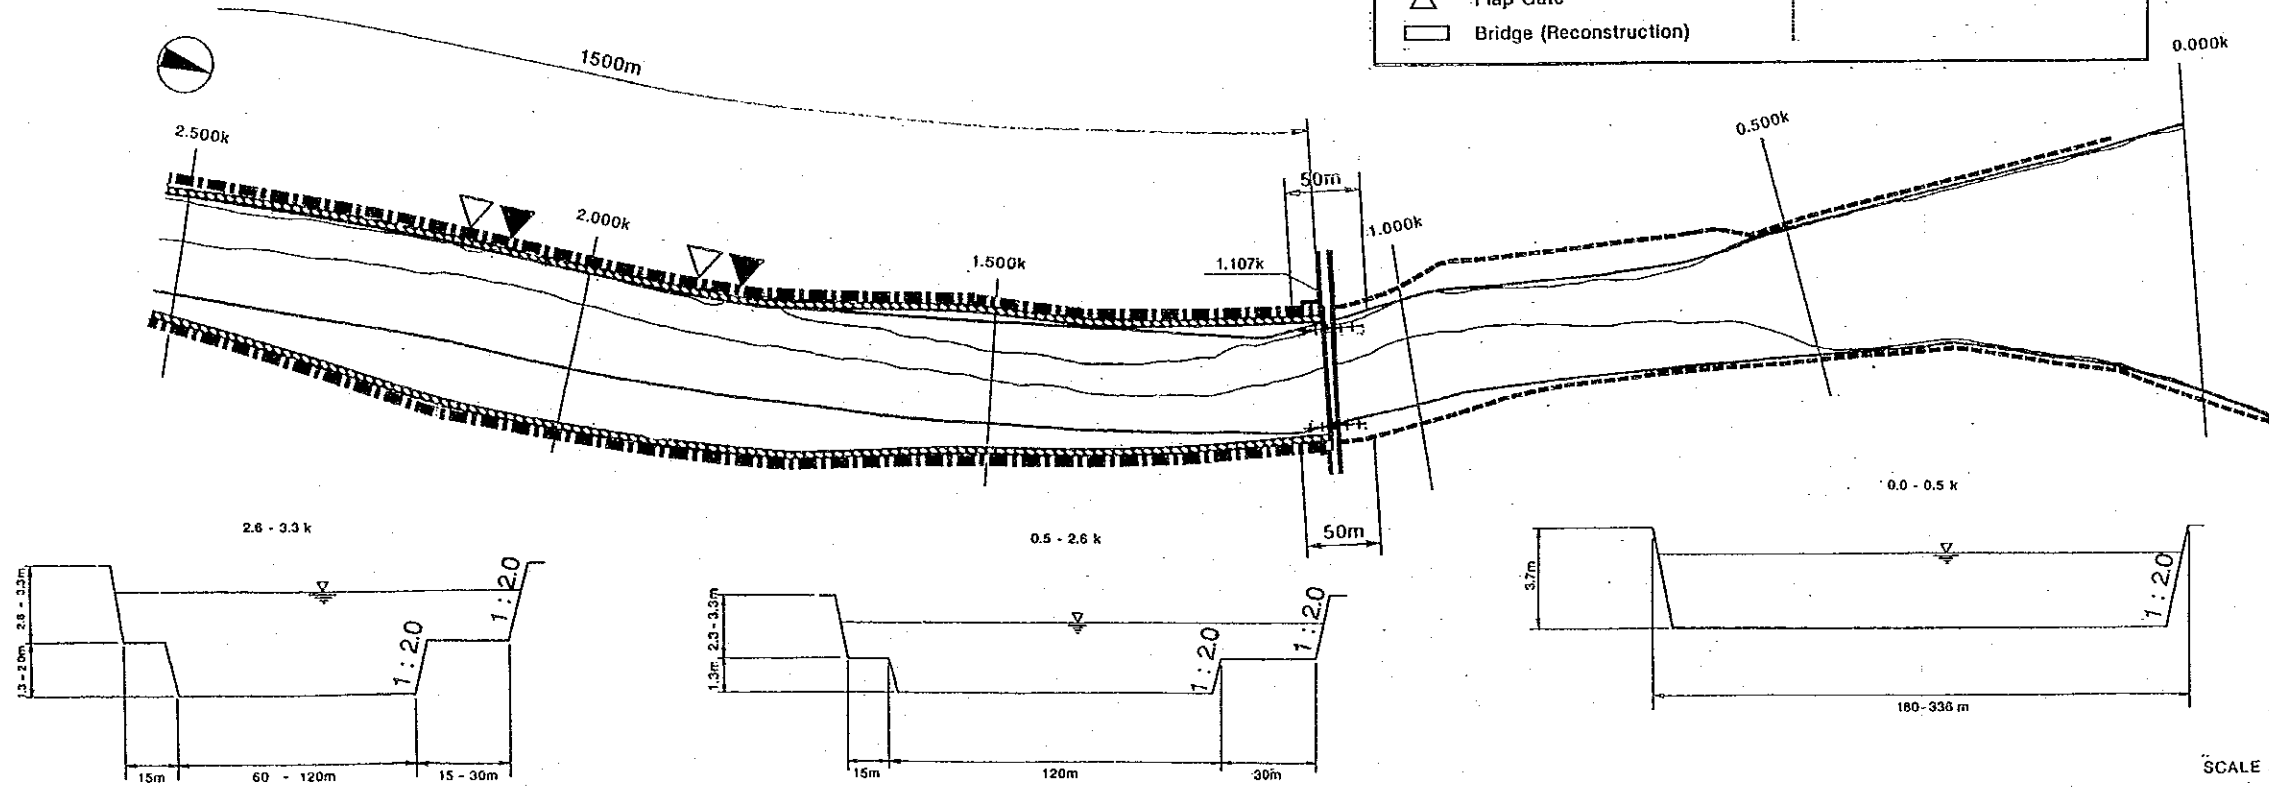 Flap Gate
Bridge (Reconstruction)
0.000k
1500m
2.500k
0.500k
50m
2.000k
1.000k
1.500k
1.107k
0.0 - 0.5 k
2.6 - 3.3 k
0.5 - 2.6 k
50m
2.8 - 3.3m
1.3-20m
1 : 2.0
1 : 2.0
15m
60 - 120m
15 - 30m
2.3 - 3.3m
1.3m
1 : 2.0
1 : 2.0
15m
120m
30m
3.7m
1 : 2.0
180-336 m
SCALE